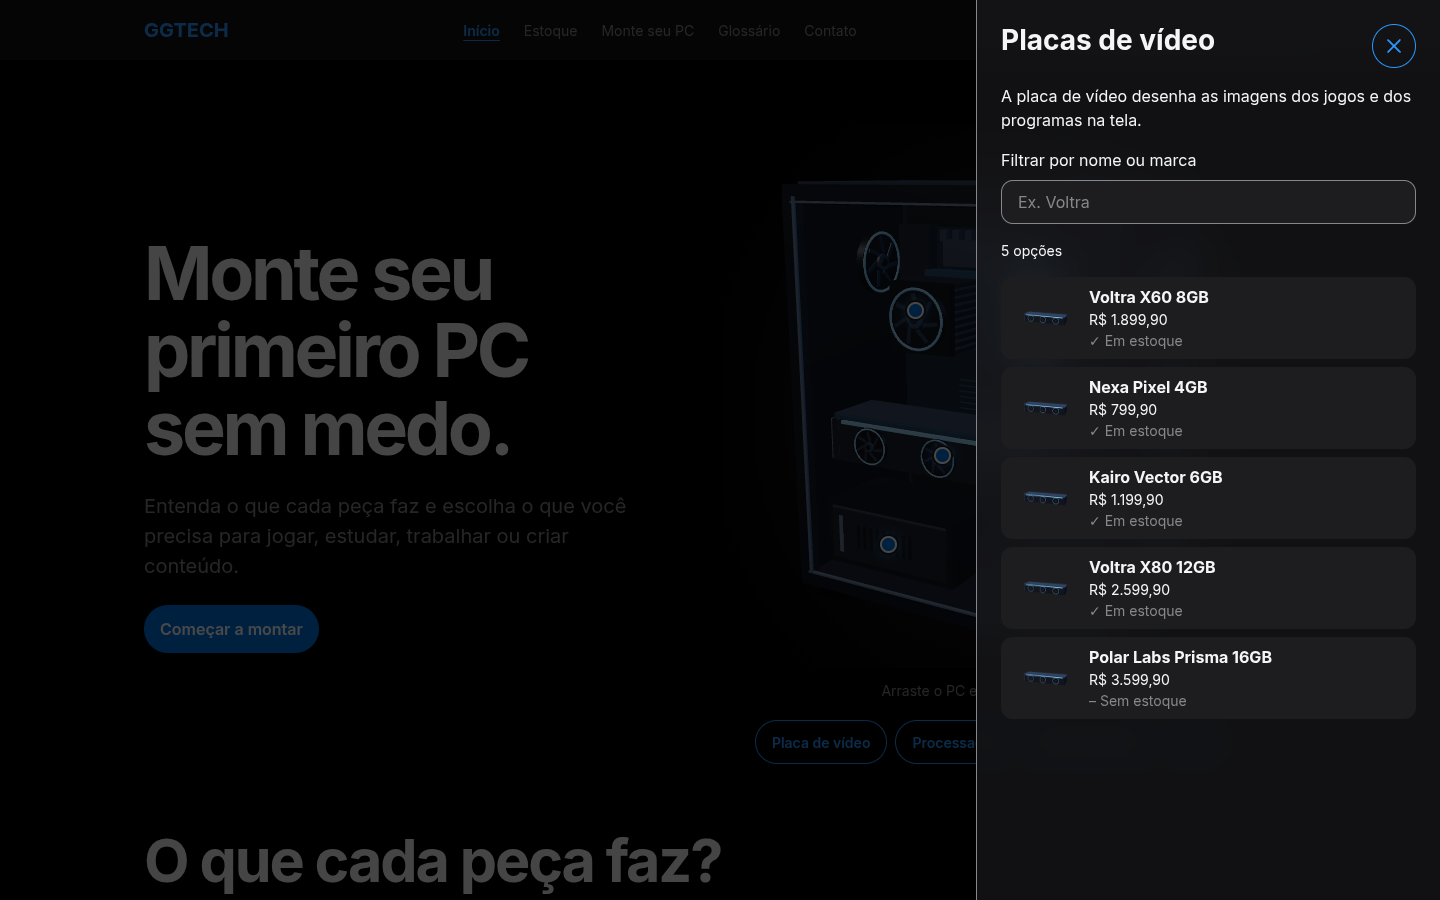 GGTECH
Início
Estoque
Monte seu PC
Glossário
Contato
Monte seu
primeiro PC
sem medo.
Entenda o que cada peça faz e escolha o que você
precisa para jogar, estudar, trabalhar ou criar
conteúdo.
Começar a montar
Arraste o PC e
Placa de vídeo
Processa
O que cada peça faz?
Placas de vídeo
A placa de vídeo desenha as imagens dos jogos e dos
programas na tela.
Filtrar por nome ou marca
Ex. Voltra
5 opções
Voltra X60 8GB
R$ 1.899,90
✓ Em estoque
Nexa Pixel 4GB
R$ 799,90
✓ Em estoque
Kairo Vector 6GB
R$ 1.199,90
✓ Em estoque
Voltra X80 12GB
R$ 2.599,90
✓ Em estoque
Polar Labs Prisma 16GB
R$ 3.599,90
– Sem estoque